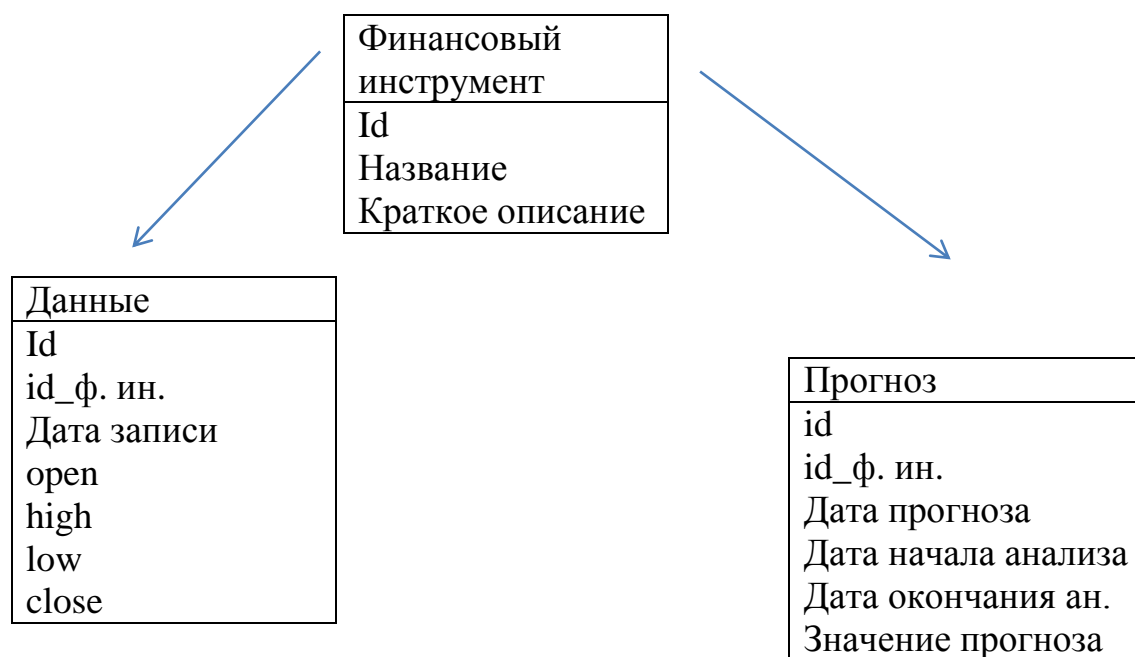 Финансовый
инструмент
Id
Название
Краткое описание
Данные
Id
id_ф. ин.
Дата записи
open
high
low
close
Прогноз
id
id_ф. ин.
Дата прогноза
Дата начала анализа
Дата окончания ан.
Значение прогноза